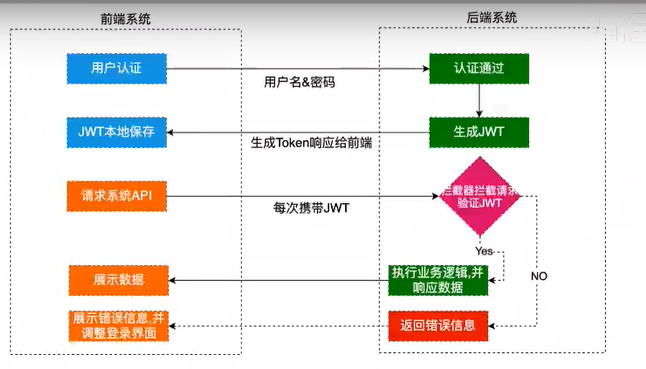 前端系统
后端系统
用户认证
用户名&密码
认证通过
JWT本地保存
生成Token响应给前端
生成JWT
请求系统API
每次携带JWT
拦截器拦截请求
验证JWT
Yes
NO
展示数据
执行业务逻辑,并
响应数据
展示错误信息,并
调整登录界面
返回错误信息